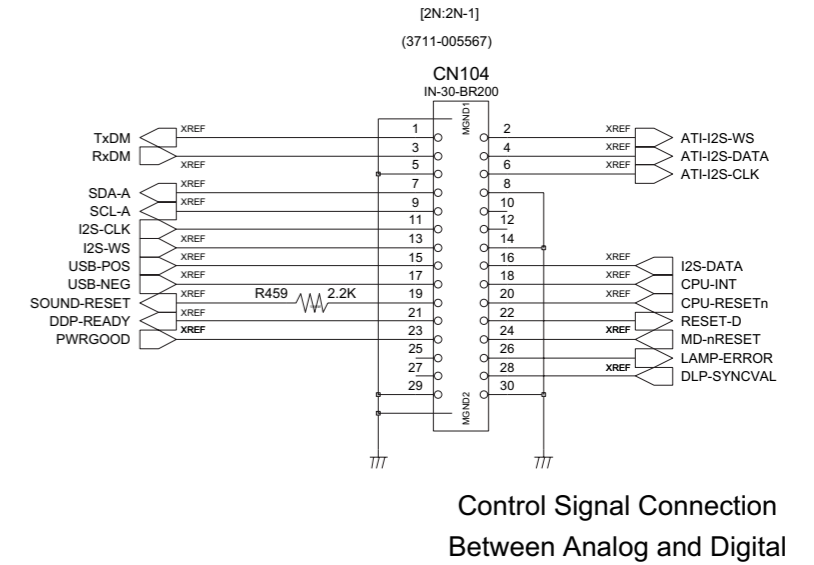 [2N:2N-1]
(3711-005567)
CN104
IN-30-BR200
MGND1
TxDM XREF 1 2 XREF ATI-I2S-WS
RxDM XREF 3 4 XREF ATI-I2S-DATA
5 6 XREF ATI-I2S-CLK
SDA-A XREF 7 8
SCL-A XREF 9 10
I2S-CLK 11 12
I2S-WS XREF 13 14
USB-POS XREF 15 16 XREF I2S-DATA
USB-NEG XREF 17 18 XREF CPU-INT
SOUND-RESET XREF R459 2.2K 19 20 XREF CPU-RESETn
DDP-READY XREF 21 22 RESET-D
PWRGOOD XREF 23 24 XREF MD-nRESET
25 26 LAMP-ERROR
27 28 XREF DLP-SYNCVAL
29 30
MGND2
Control Signal Connection
Between Analog and Digital